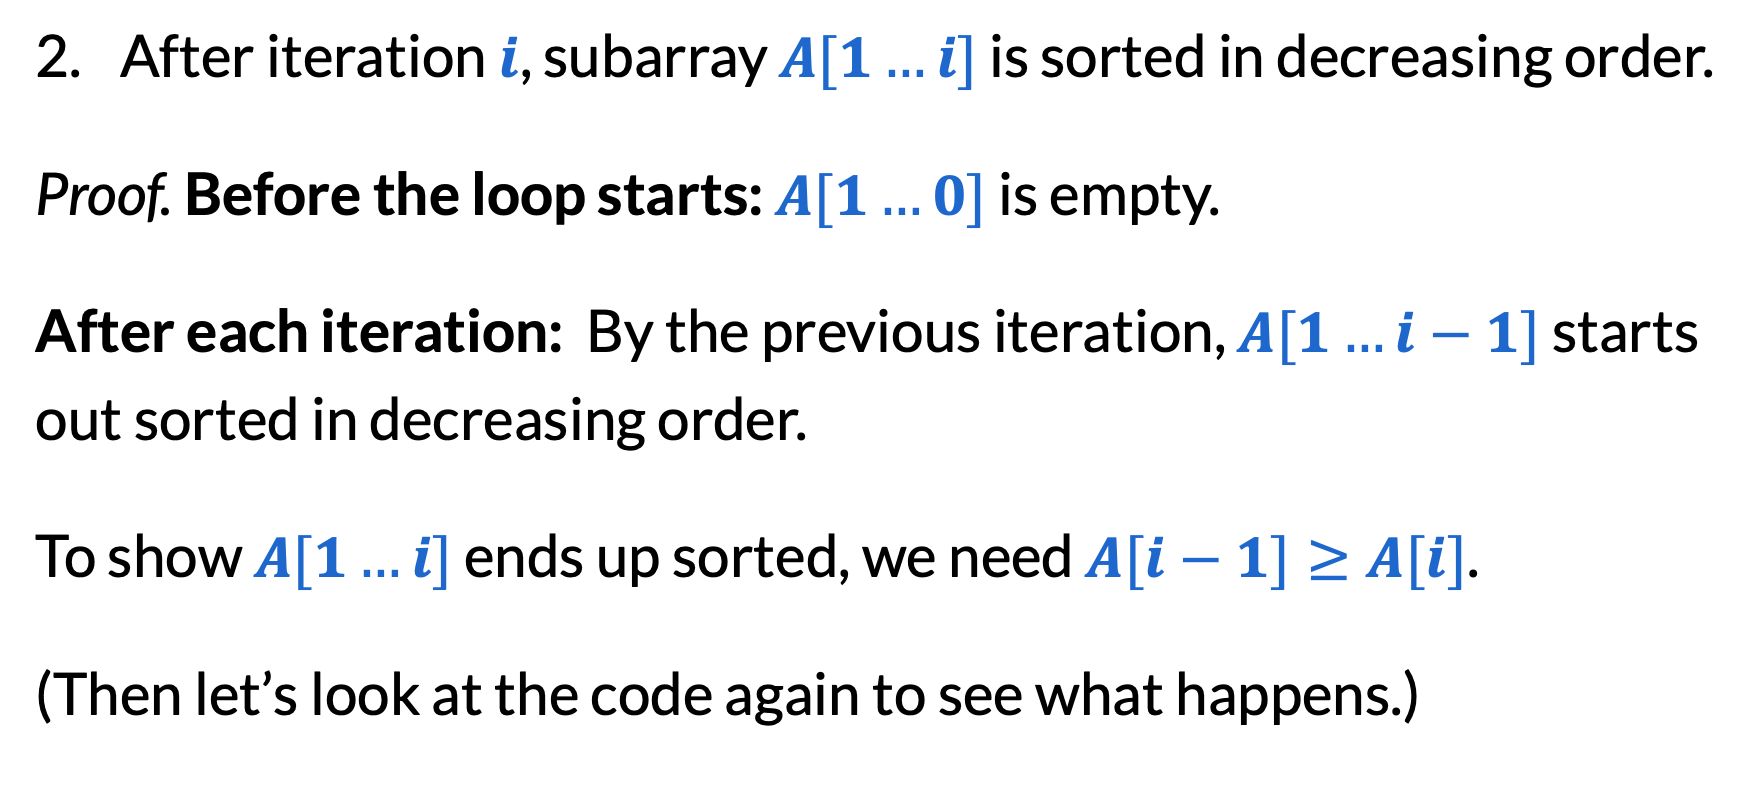 2. After iteration i, subarray A[1 … i] is sorted in decreasing order.
Proof. Before the loop starts: A[1 … 0] is empty.
After each iteration: By the previous iteration, A[1 … i − 1] starts
out sorted in decreasing order.
To show A[1 … i] ends up sorted, we need A[i − 1] ≥ A[i].
(Then let’s look at the code again to see what happens.)